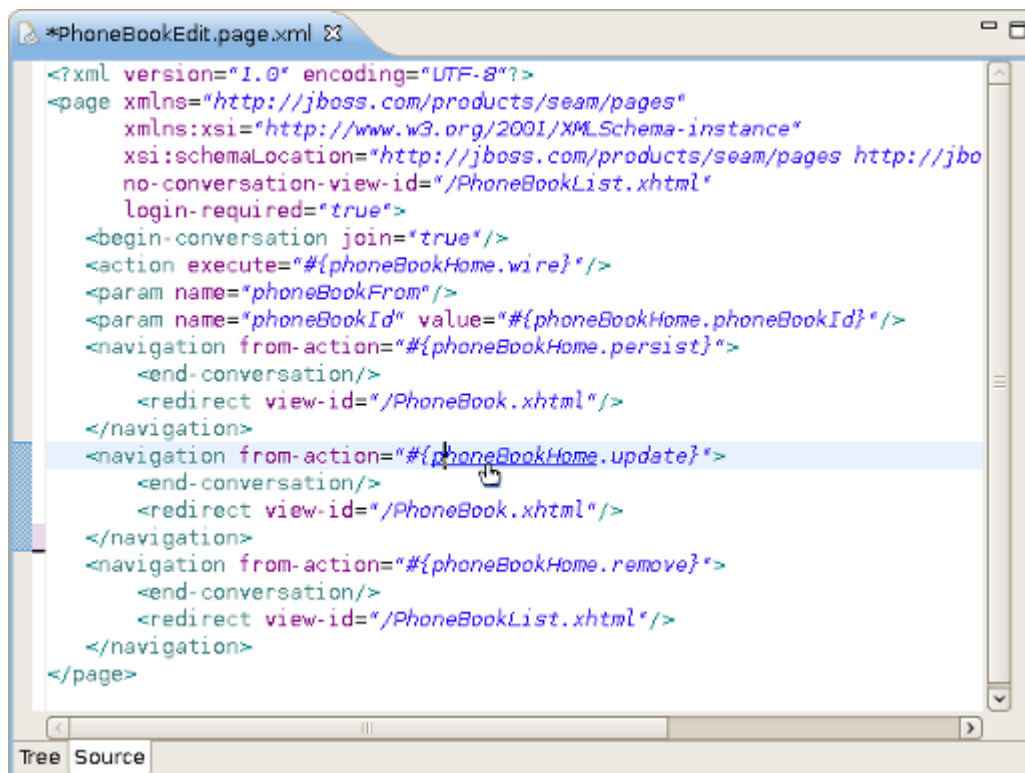 *PhoneBookEdit.page.xml
<?xml version="1.0" encoding="UTF-8"?>
<page xmlns="http://jboss.com/products/seam/pages"
xmlns:xsi="http://www.w3.org/2001/XMLSchema-instance"
xsi:schemaLocation="http://jboss.com/products/seam/pages http://jbo
no-conversation-view-id="/PhoneBookList.xhtml"
login-required="true">
<begin-conversation join="true"/>
<action execute="#{phoneBookHome.wire}"/>
<param name="phoneBookFrom"/>
<param name="phoneBookId" value="#{phoneBookHome.phoneBookId}"/>
<navigation from-action="#{phoneBookHome.persist}">
<end-conversation/>
<redirect view-id="/PhoneBook.xhtml"/>
</navigation>
<navigation from-action="#{phoneBookHome.update}">
<end-conversation/>
<redirect view-id="/PhoneBook.xhtml"/>
</navigation>
<navigation from-action="#{phoneBookHome.remove}">
<end-conversation/>
<redirect view-id="/PhoneBookList.xhtml"/>
</navigation>
</page>
Tree Source